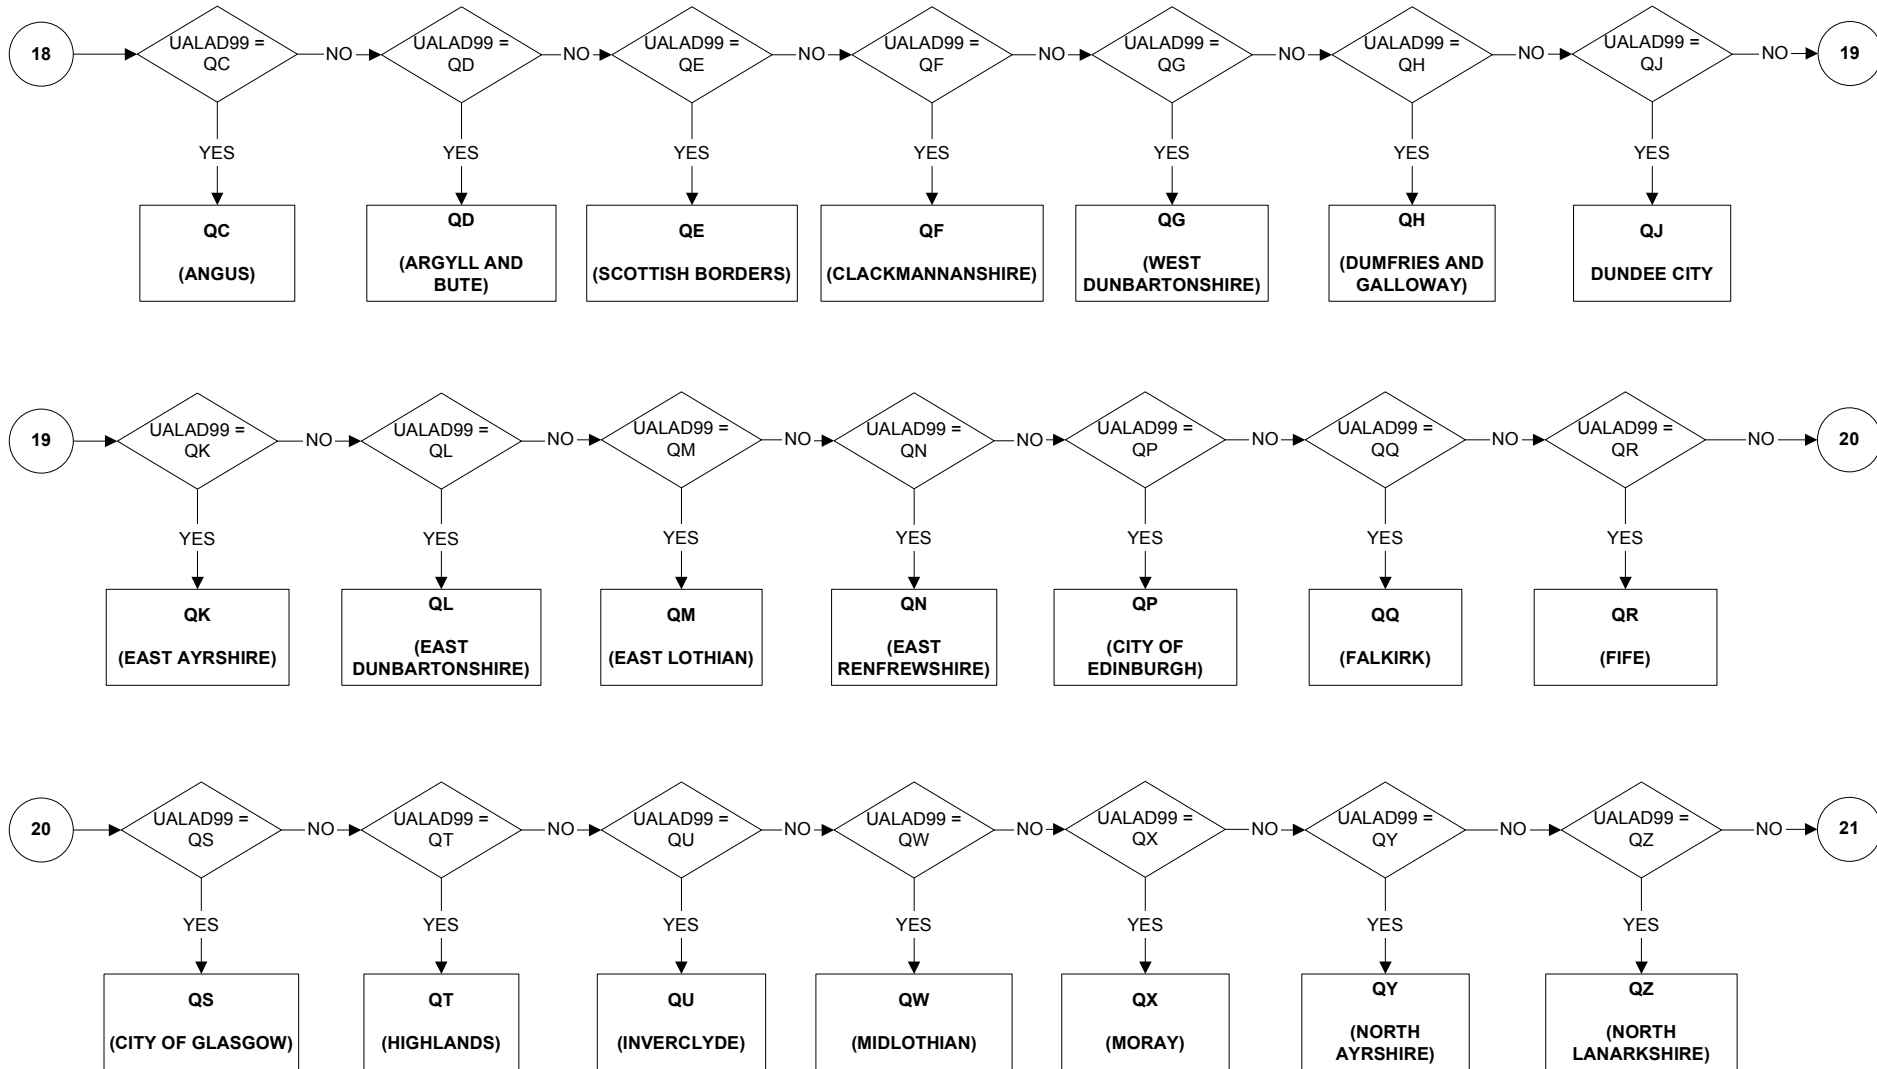 18
UALAD99 =
QC
NO
UALAD99 =
QD
NO
UALAD99 =
QE
NO
UALAD99 =
QF
NO
UALAD99 =
QG
NO
UALAD99 =
QH
NO
UALAD99 =
QJ
NO
19
YES
YES
YES
YES
YES
YES
YES
QC
(ANGUS)
QD
(ARGYLL AND
BUTE)
QE
(SCOTTISH BORDERS)
QF
(CLACKMANNANSHIRE)
QG
(WEST
DUNBARTONSHIRE)
QH
(DUMFRIES AND
GALLOWAY)
QJ
DUNDEE CITY
19
UALAD99 =
QK
NO
UALAD99 =
QL
NO
UALAD99 =
QM
NO
UALAD99 =
QN
NO
UALAD99 =
QP
NO
UALAD99 =
QQ
NO
UALAD99 =
QR
NO
20
YES
YES
YES
YES
YES
YES
YES
QK
(EAST AYRSHIRE)
QL
(EAST
DUNBARTONSHIRE)
QM
(EAST LOTHIAN)
QN
(EAST
RENFREWSHIRE)
QP
(CITY OF
EDINBURGH)
QQ
(FALKIRK)
QR
(FIFE)
20
UALAD99 =
QS
NO
UALAD99 =
QT
NO
UALAD99 =
QU
NO
UALAD99 =
QW
NO
UALAD99 =
QX
NO
UALAD99 =
QY
NO
UALAD99 =
QZ
NO
21
YES
YES
YES
YES
YES
YES
YES
QS
(CITY OF GLASGOW)
QT
(HIGHLANDS)
QU
(INVERCLYDE)
QW
(MIDLOTHIAN)
QX
(MORAY)
QY
(NORTH
AYRSHIRE)
QZ
(NORTH
LANARKSHIRE)